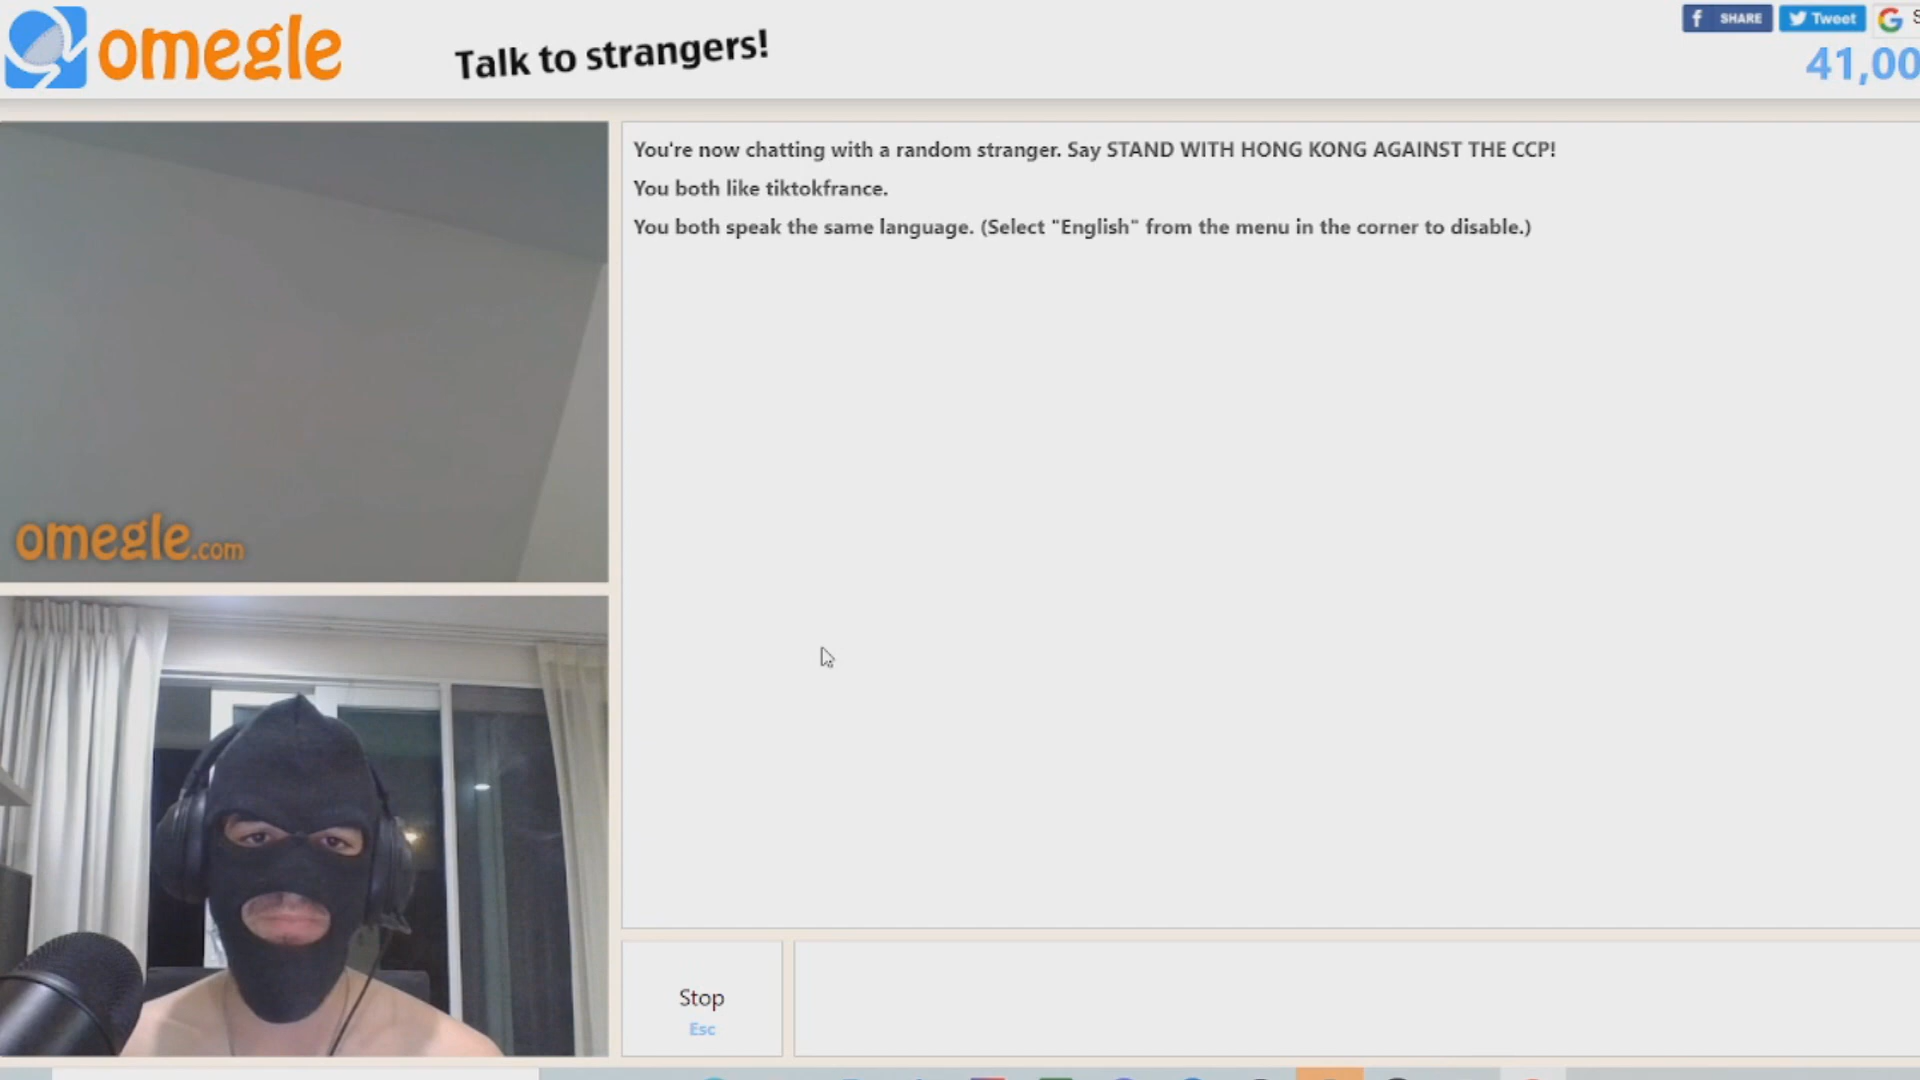 omegle
Talk to strangers!
f SHARE
Tweet
G
41,00
You're now chatting with a random stranger. Say STAND WITH HONG KONG AGAINST THE CCP!
You both like tiktokfrance.
You both speak the same language. (Select "English" from the menu in the corner to disable.)
omegle.com
Stop
Esc